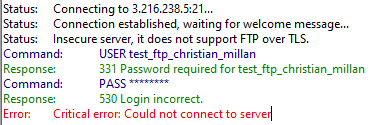 Status: Connecting to 3.216.238.5:21...
Status: Connection established, waiting for welcome message...
Status: Insecure server, it does not support FTP over TLS.
Command: USER test_ftp_christian_millan
Response: 331 Password required for test_ftp_christian_millan
Command: PASS ********
Response: 530 Login incorrect.
Error: Critical error: Could not connect to server